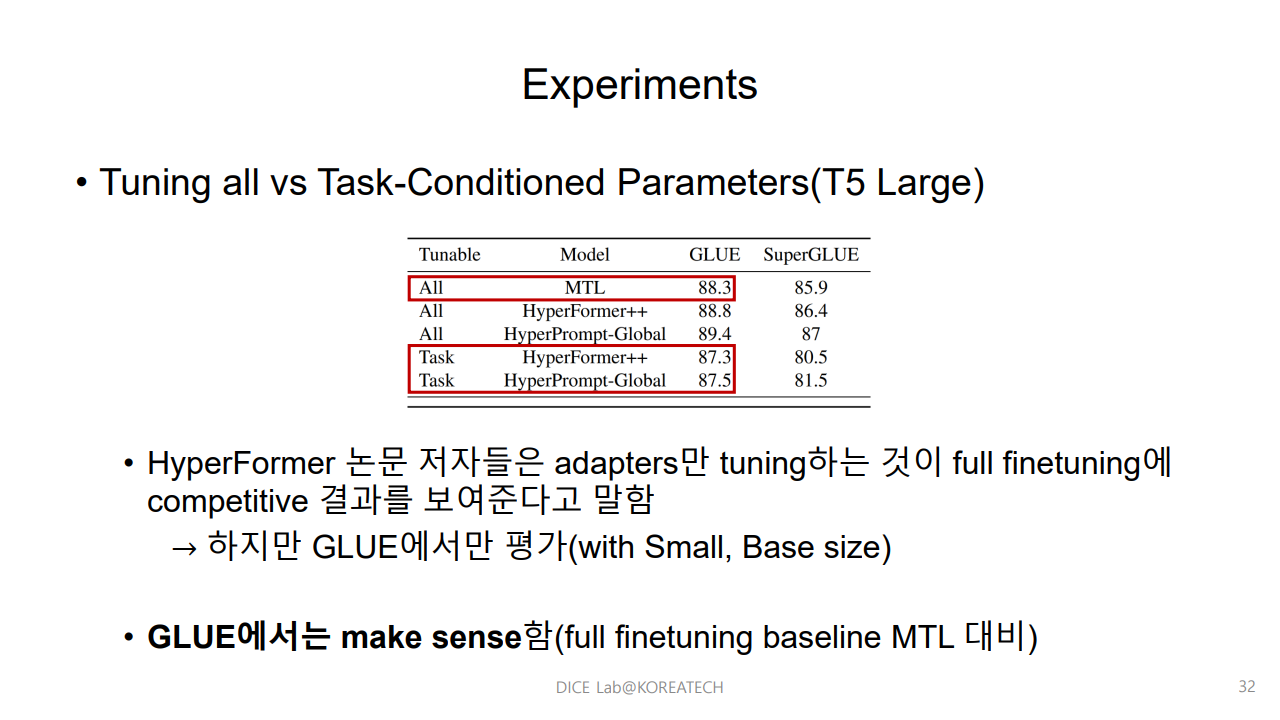 Experiments
• Tuning all vs Task-Conditioned Parameters(T5 Large)
Tunable Model GLUE SuperGLUE
All MTL 88.3 85.9
All HyperFormer++ 88.8 86.4
All HyperPrompt-Global 89.4 87
Task HyperFormer++ 87.3 80.5
Task HyperPrompt-Global 87.5 81.5
• HyperFormer 논문 저자들은 adapters만 tuning하는 것이 full finetuning에
competitive 결과를 보여준다고 말함
→ 하지만 GLUE에서만 평가(with Small, Base size)
• GLUE에서는 make sense함(full finetuning baseline MTL 대비)
DICE Lab@KOREATECH
32